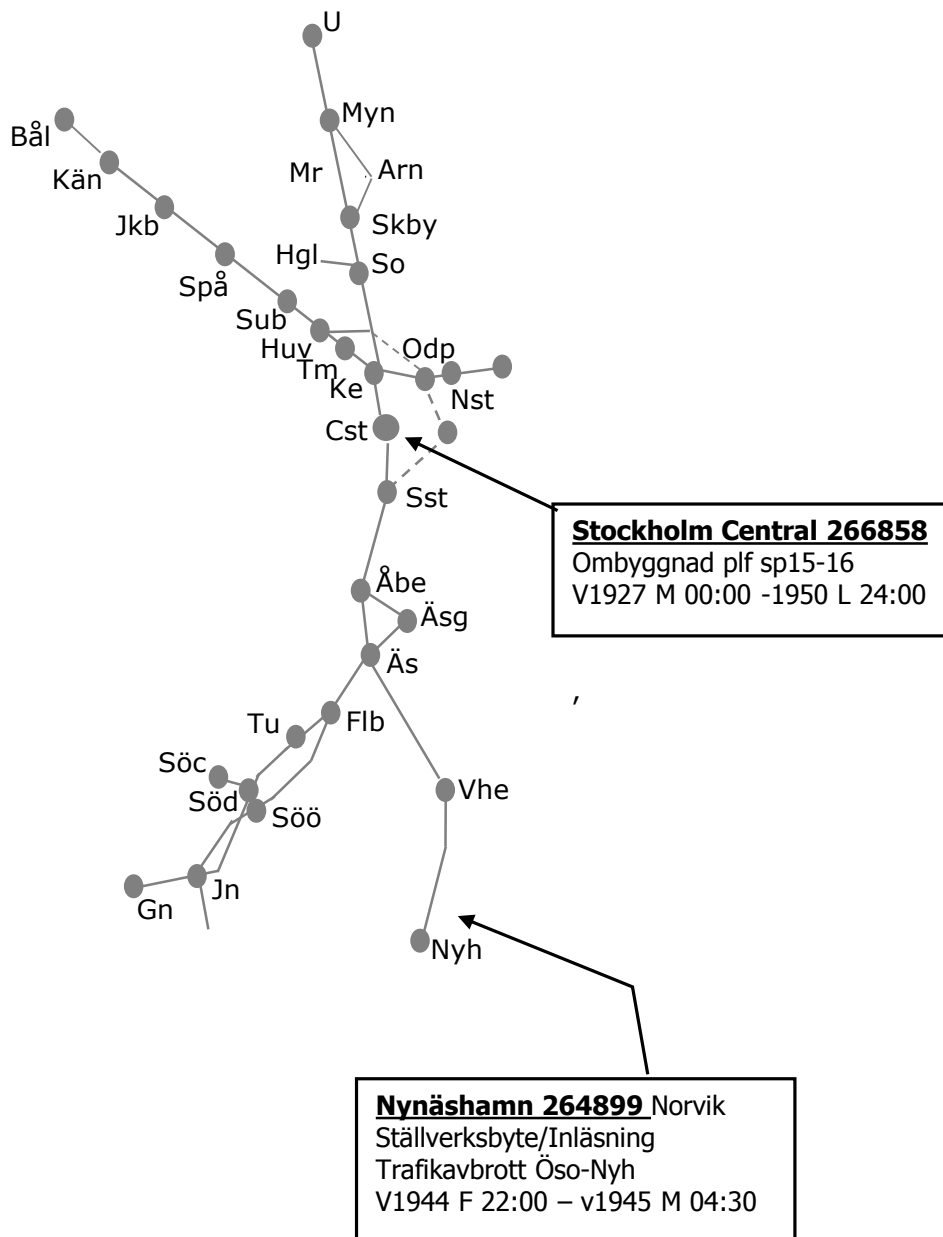 U
Myn
Bål
Mr
Arn
Kän
Jkb
Skby
Hgl
So
Spå
Sub
Huv
Odp
Tm
Ke
Nst
Cst
Sst
Stockholm Central 266858
Ombyggnad plf sp15-16
V1927 M 00:00 -1950 L 24:00
Åbe
Äsg
Äs
,
Flb
Tu
Söc
Vhe
Söd
Söö
Jn
Gn
Nyh
Nynäshamn 264899 Norvik
Ställverksbyte/Inläsning
Trafikavbrott Öso-Nyh
V1944 F 22:00 – v1945 M 04:30